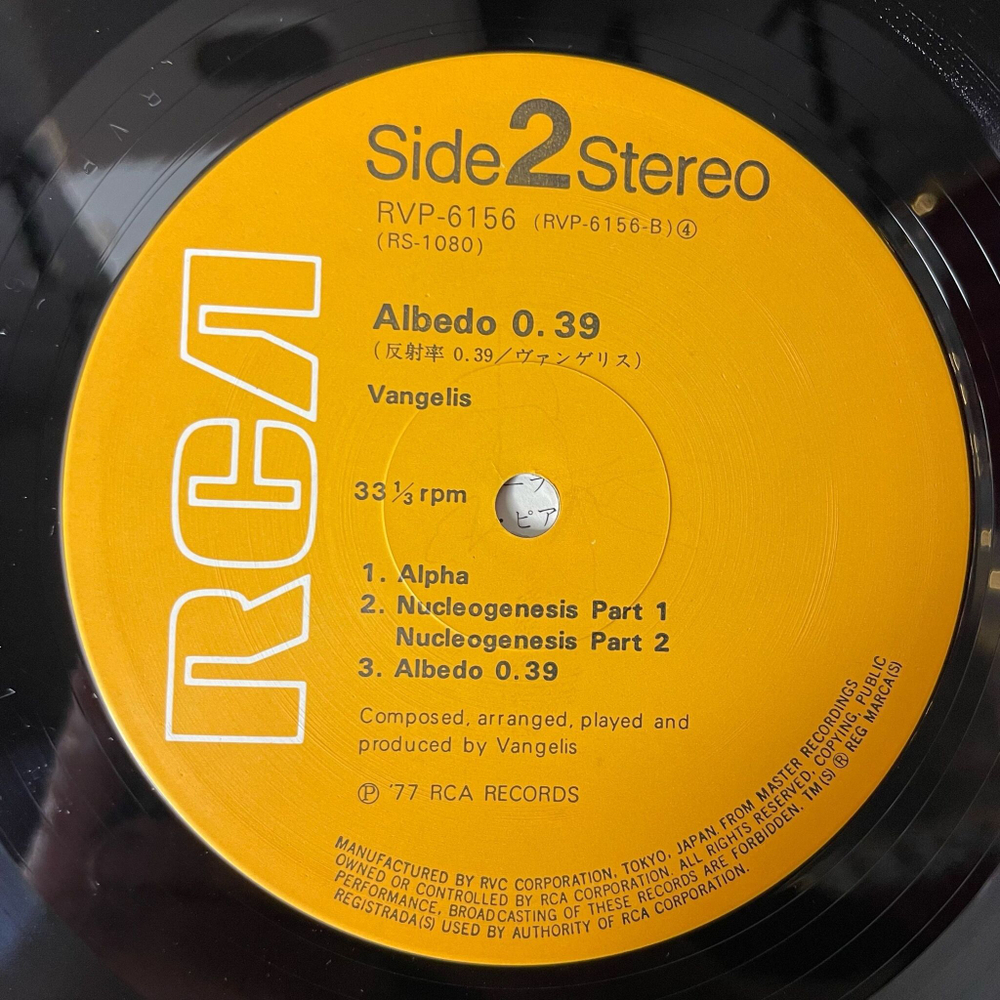 Side 2 Stereo
RVP-6156 (RVP-6156-B)④
(RS-1080)
RCA
Albedo 0.39
(反射率 0.39/ヴァンゲリス)
Vangelis
33⅓ rpm
ーラ
.ピア
1. Alpha
2. Nucleogenesis Part 1
Nucleogenesis Part 2
3. Albedo 0.39
Composed, arranged, played and
produced by Vangelis
℗ '77 RCA RECORDS
MANUFACTURED BY RVC CORPORATION, TOKYO, JAPAN. FROM MASTER RECORDINGS
OWNED OR CONTROLLED BY RCA CORPORATION. ALL RIGHTS RESERVED, COPYING, PUBLIC
PERFORMANCE, BROADCASTING OF THESE RECORDS ARE FORBIDDEN. TM(S) ® REG MARCA(S)
REGISTRADA(S) USED BY AUTHORITY OF RCA CORPORATION.